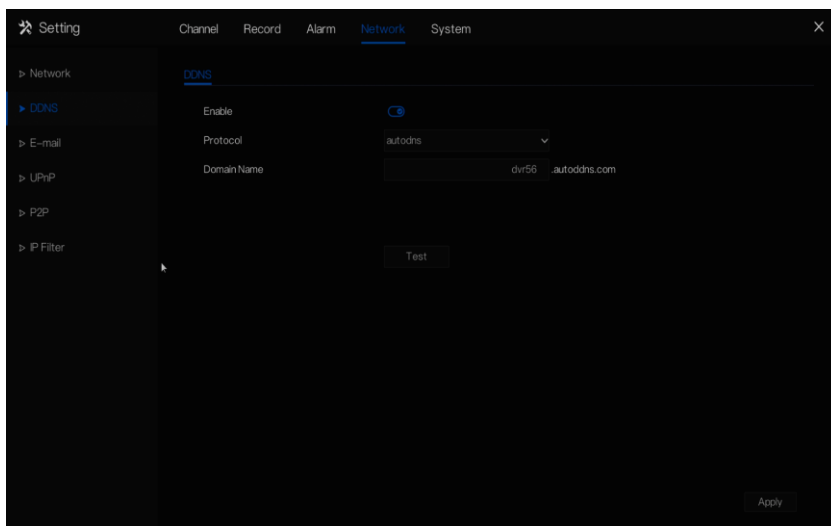 Setting
Channel Record Alarm Network System
Network
DDNS
E-mail
UPnP
P2P
IP Filter
DDNS
Enable
Protocol autodns
Domain Name dvr56 .autoddns.com
Test
Apply